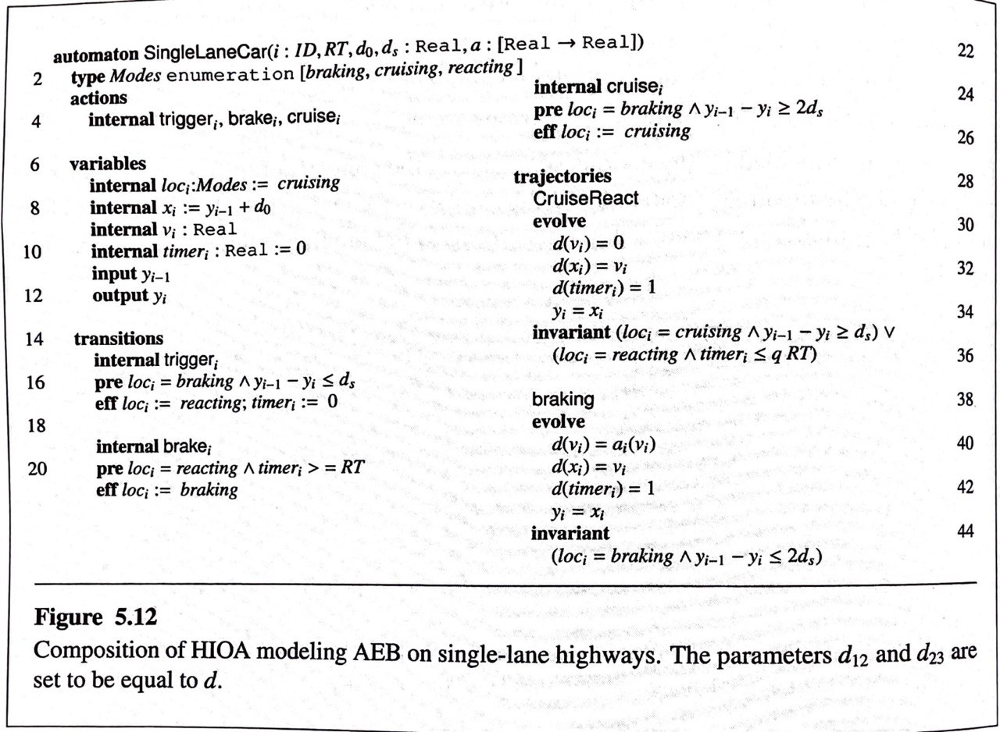 automaton SingleLaneCar(i : ID, RT, d₀, dₛ : Real, a : [Real → Real])
2 type Modes enumeration [braking, cruising, reacting]
actions
4 internal triggerᵢ, brakeᵢ, cruiseᵢ
6 variables
internal locᵢ:Modes := cruising
8 internal xᵢ := yᵢ₋₁ + d₀
internal vᵢ : Real
10 internal timerᵢ : Real := 0
input yᵢ₋₁
12 output yᵢ
14 transitions
internal triggerᵢ
16 pre locᵢ = braking ∧ yᵢ₋₁ − yᵢ ≤ dₛ
eff locᵢ := reacting; timerᵢ := 0
18
internal brakeᵢ
20 pre locᵢ = reacting ∧ timerᵢ > = RT
eff locᵢ := braking
22
internal cruiseᵢ
24
pre locᵢ = braking ∧ yᵢ₋₁ − yᵢ ≥ 2dₛ
eff locᵢ := cruising
26
trajectories
28
CruiseReact
evolve
30
d(vᵢ) = 0
d(xᵢ) = vᵢ
32
d(timerᵢ) = 1
yᵢ = xᵢ
34
invariant (locᵢ = cruising ∧ yᵢ₋₁ − yᵢ ≥ dₛ) ∨
(locᵢ = reacting ∧ timerᵢ ≤ q RT)
36
braking
38
evolve
d(vᵢ) = aᵢ(vᵢ)
40
d(xᵢ) = vᵢ
d(timerᵢ) = 1
42
yᵢ = xᵢ
invariant
44
(locᵢ = braking ∧ yᵢ₋₁ − yᵢ ≤ 2dₛ)
Figure 5.12
Composition of HIOA modeling AEB on single-lane highways. The parameters d₁₂ and d₂₃ are
set to be equal to d.